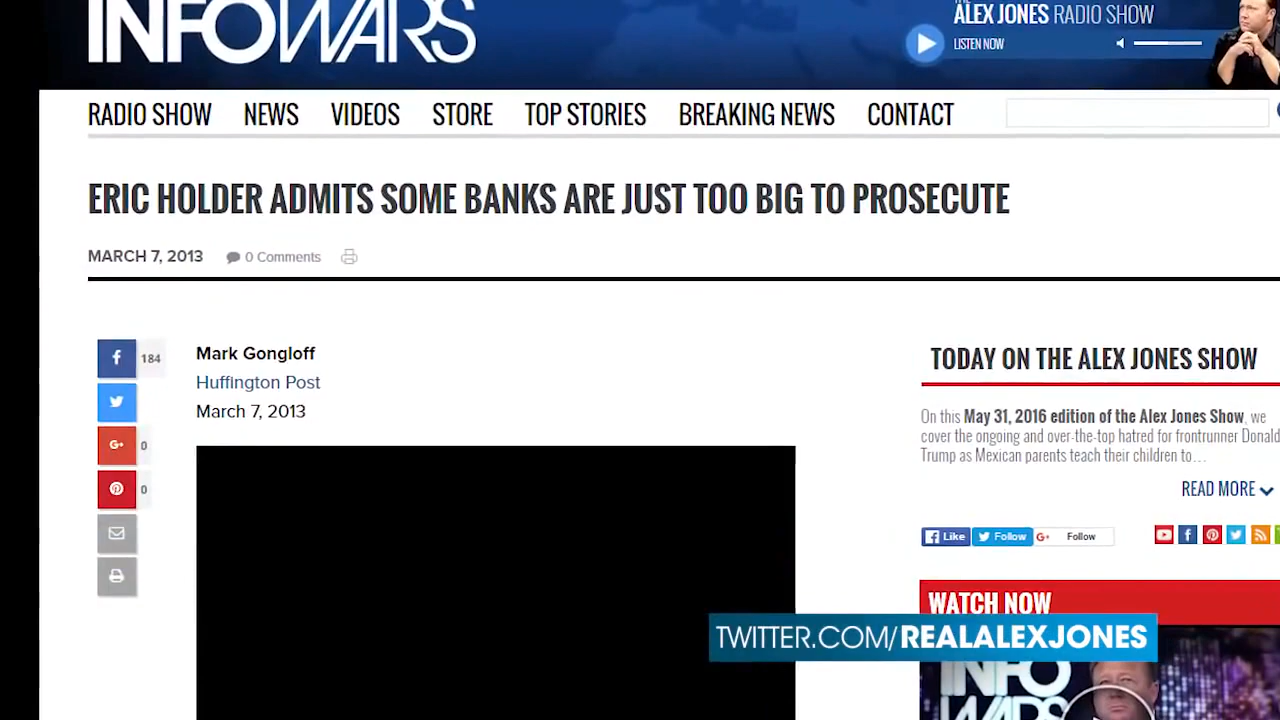 INFOWARS
THE
ALEX JONES RADIO SHOW
LISTEN NOW
RADIO SHOW NEWS VIDEOS STORE TOP STORIES BREAKING NEWS CONTACT
ERIC HOLDER ADMITS SOME BANKS ARE JUST TOO BIG TO PROSECUTE
MARCH 7, 2013 0 Comments
184
Mark Gongloff
Huffington Post
March 7, 2013
0
0
TODAY ON THE ALEX JONES SHOW
On this May 31, 2016 edition of the Alex Jones Show, we
cover the ongoing and over-the-top hatred for frontrunner Donald
Trump as Mexican parents teach their children to…
READ MORE
Like Follow G+ Follow
WATCH NOW
TWITTER.COM/REALALEXJONES
INFO
WARS